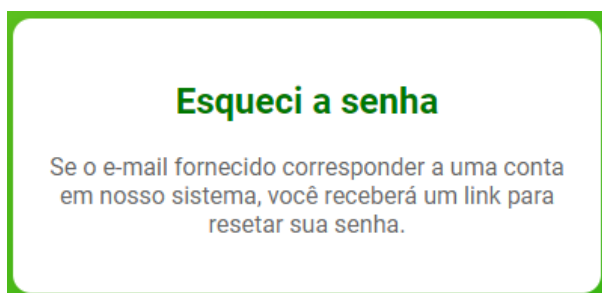 Esqueci a senha
Se o e-mail fornecido corresponder a uma conta
em nosso sistema, você receberá um link para
resetar sua senha.